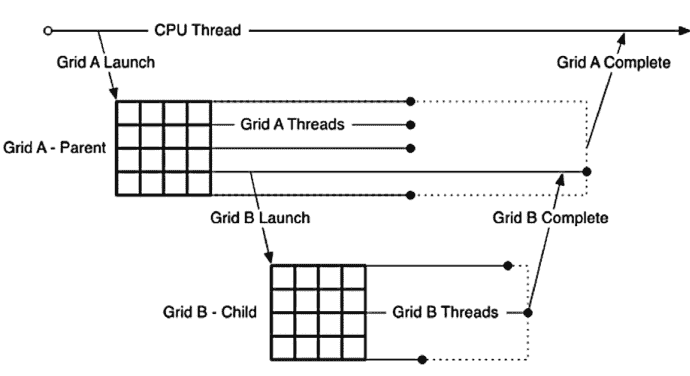 CPU Thread
Grid A Launch
Grid A Complete
Grid A Threads
Grid A - Parent
Grid B Launch
Grid B Complete
Grid B - Child
Grid B Threads